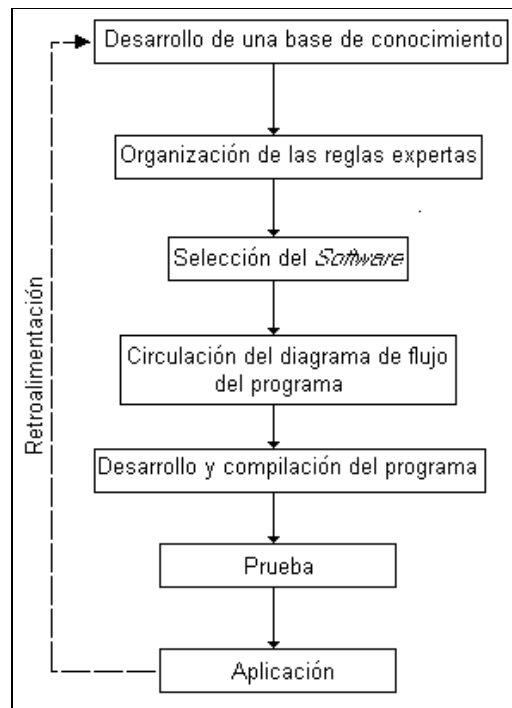 Desarrollo de una base de conocimiento
Organización de las reglas expertas
Selección del Software
Circulación del diagrama de flujo
del programa
Desarrollo y compilación del programa
Prueba
Aplicación
Retroalimentación